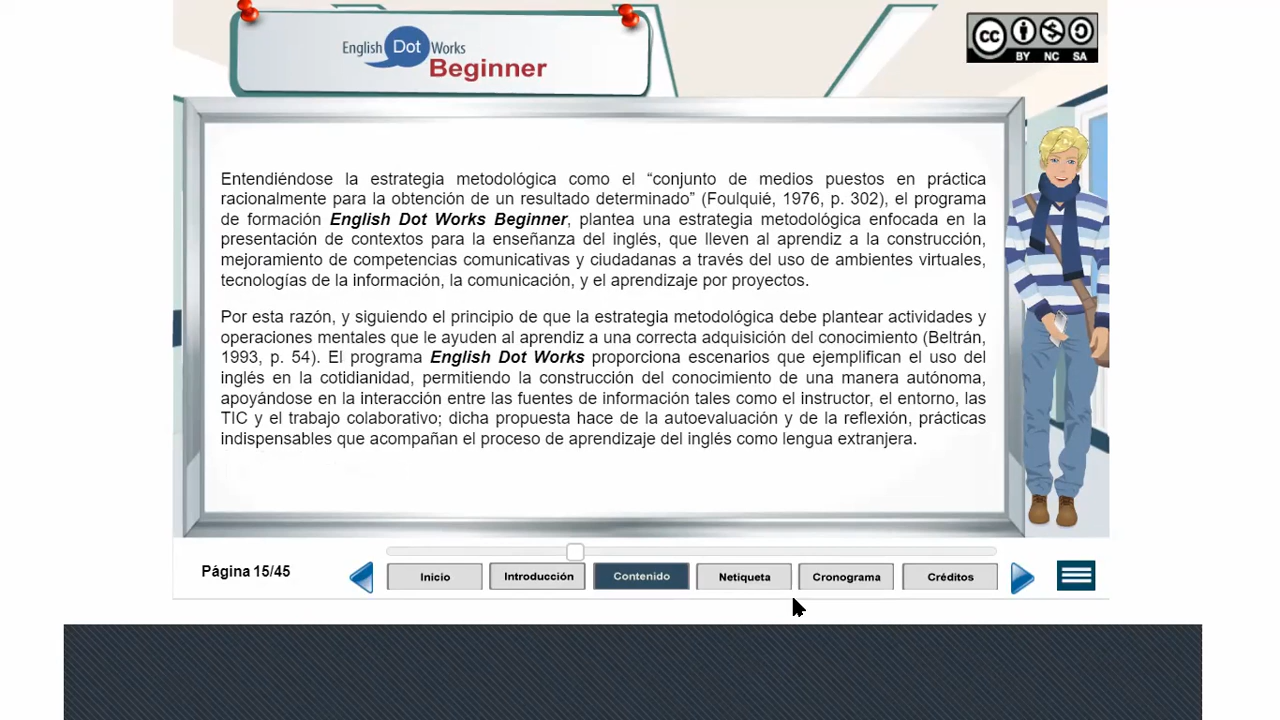 English Dot Works
Beginner
CC BY NC SA
Entendiéndose la estrategia metodológica como el “conjunto de medios puestos en práctica
racionalmente para la obtención de un resultado determinado” (Foulquié, 1976, p. 302), el programa
de formación English Dot Works Beginner, plantea una estrategia metodológica enfocada en la
presentación de contextos para la enseñanza del inglés, que lleven al aprendiz a la construcción,
mejoramiento de competencias comunicativas y ciudadanas a través del uso de ambientes virtuales,
tecnologías de la información, la comunicación, y el aprendizaje por proyectos.
Por esta razón, y siguiendo el principio de que la estrategia metodológica debe plantear actividades y
operaciones mentales que le ayuden al aprendiz a una correcta adquisición del conocimiento (Beltrán,
1993, p. 54). El programa English Dot Works proporciona escenarios que ejemplifican el uso del
inglés en la cotidianidad, permitiendo la construcción del conocimiento de una manera autónoma,
apoyándose en la interacción entre las fuentes de información tales como el instructor, el entorno, las
TIC y el trabajo colaborativo; dicha propuesta hace de la autoevaluación y de la reflexión, prácticas
indispensables que acompañan el proceso de aprendizaje del inglés como lengua extranjera.
Página 15/45
Inicio Introducción Contenido Netiqueta Cronograma Créditos